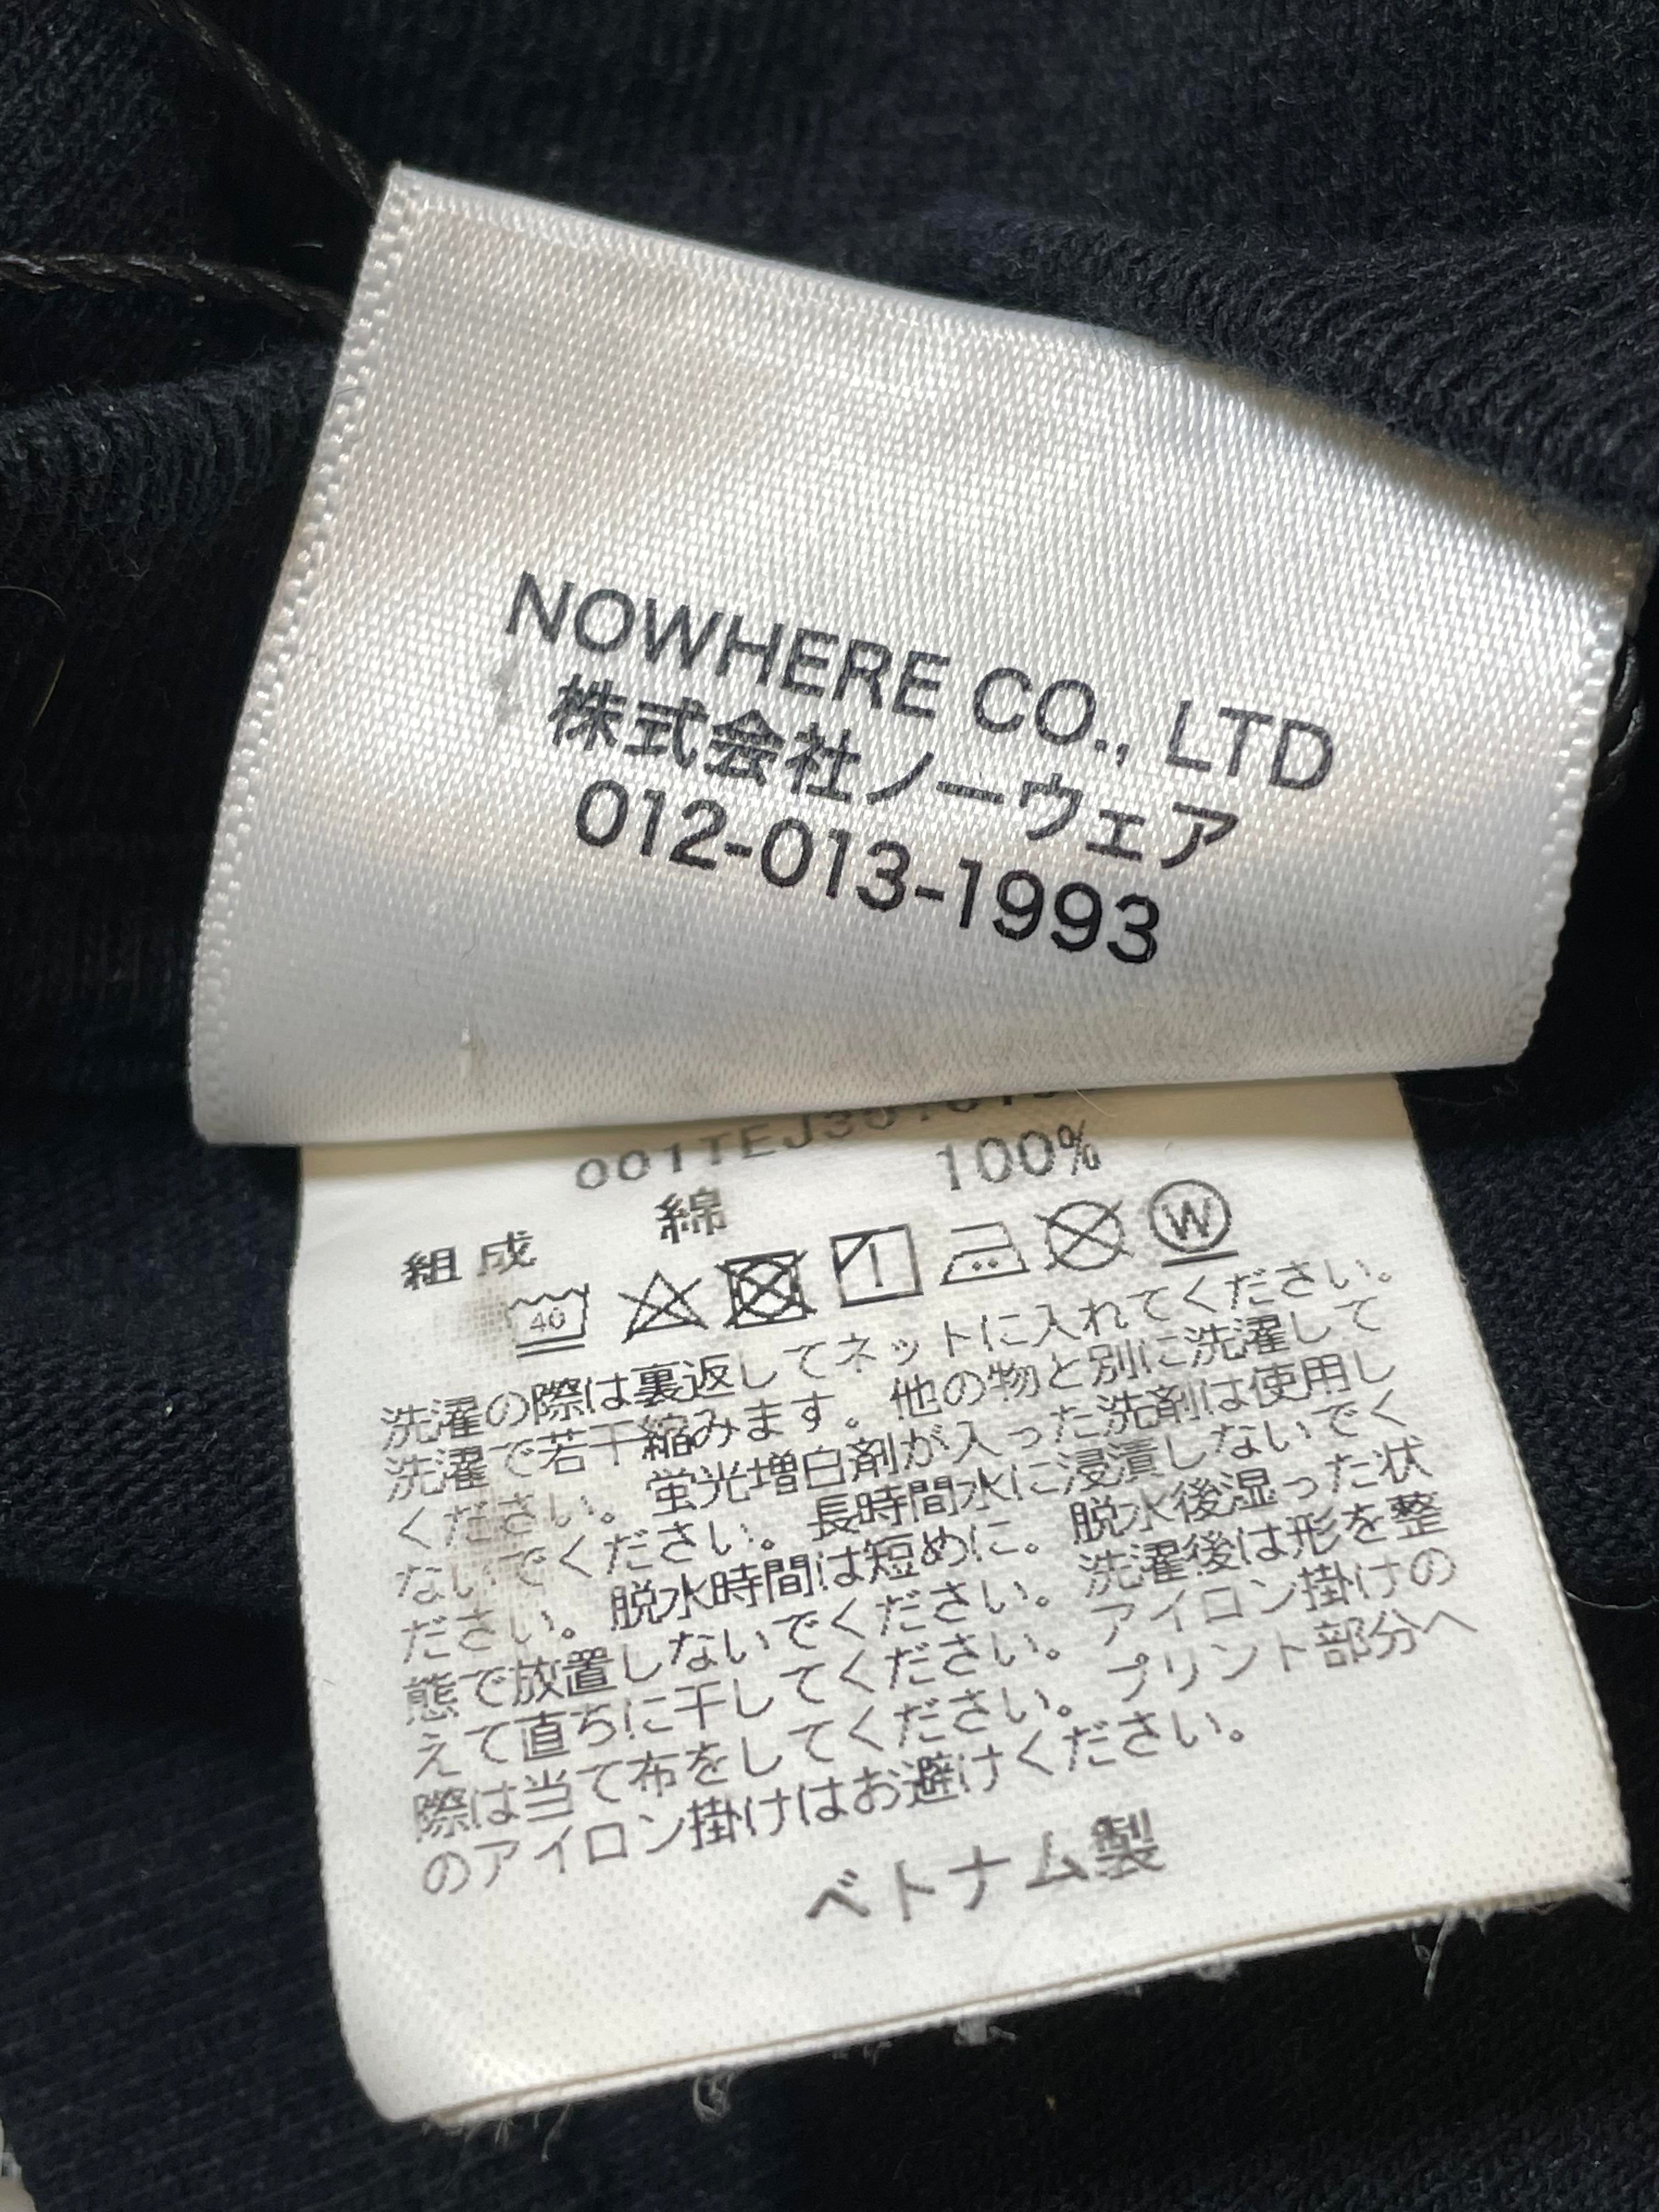 NOWHERE CO., LTD
株式会社ノーウェア
012-013-1993
100%
組成 綿
40
W
洗濯の際は裏返してネットに入れてください。
洗濯で若干縮みます。他の物と別に洗濯して
ください。蛍光増白剤が入った洗剤は使用し
ないでください。長時間水に浸漬しないでく
ださい。脱水時間は短めに。脱水後湿った状
態で放置しないでください。洗濯後は形を整
えて直ちに干してください。アイロン掛けの
際は当て布をしてください。プリント部分へ
のアイロン掛けはお避けください。
ベトナム製